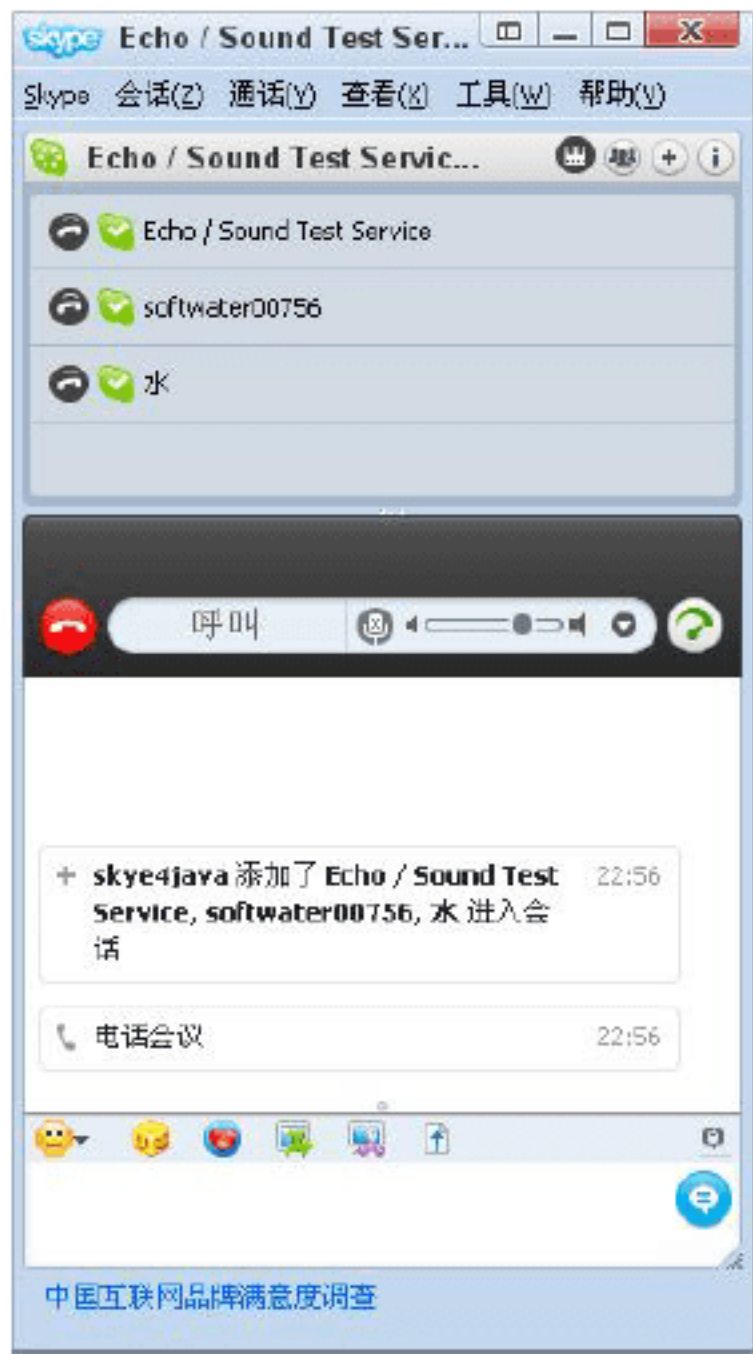 skype Echo / Sound Test Ser...
Skype 会话(Z) 通话(Y) 查看(X) 工具(W) 帮助(V)
Echo / Sound Test Servic...
Echo / Sound Test Service
softwater00756
水
呼叫
skye4java 添加了 Echo / Sound Test 22:56
Service, softwater00756, 水 进入会
话
电话会议 22:56
中国互联网品牌满意度调查